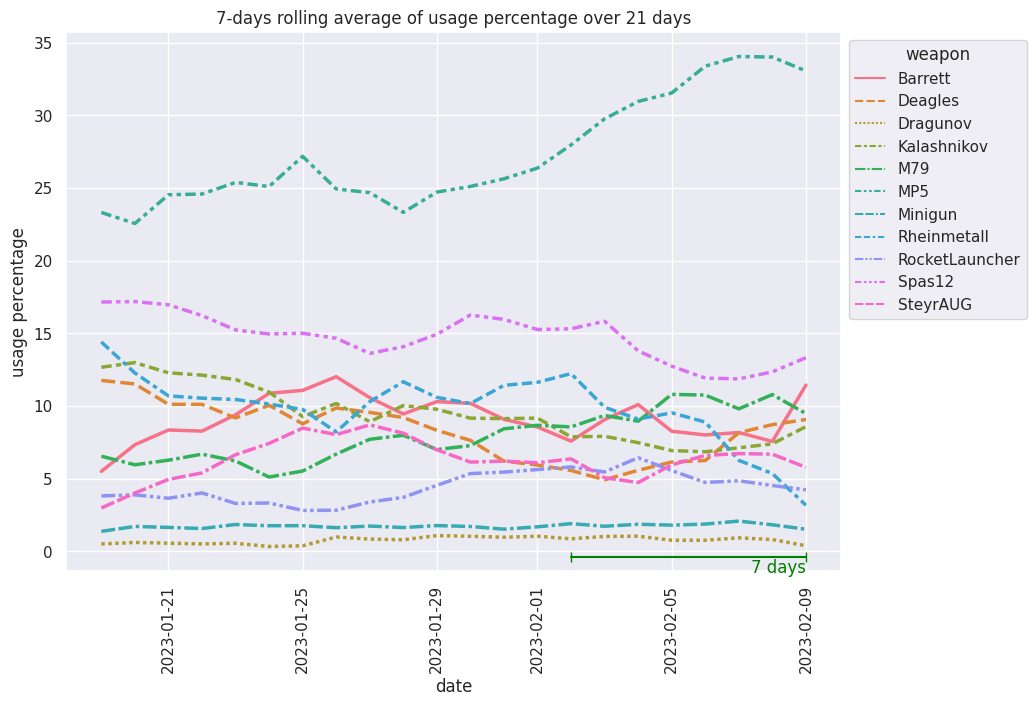 7-days rolling average of usage percentage over 21 days
35
30
25
20
15
10
5
0
usage percentage
2023-01-21
2023-01-25
2023-01-29
2023-02-01
2023-02-05
2023-02-09
date
7 days
weapon
Barrett
Deagles
Dragunov
Kalashnikov
M79
MP5
Minigun
Rheinmetall
RocketLauncher
Spas12
SteyrAUG